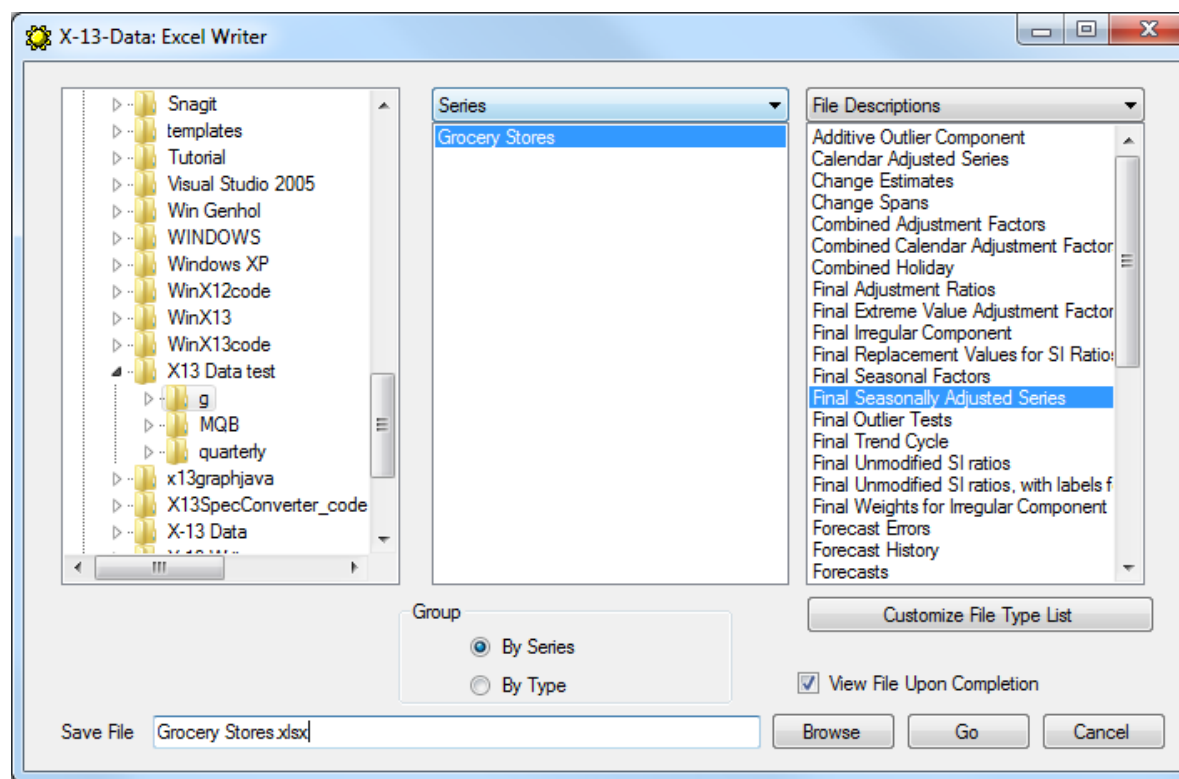 X-13-Data: Excel Writer
Snagit
templates
Tutorial
Visual Studio 2005
Win Genhol
WINDOWS
Windows XP
WinX12code
WinX13
WinX13code
X13 Data test
g
MQB
quarterly
x13graphjava
X13SpecConverter_code
X-13 Data
Series
Grocery Stores
File Descriptions
Additive Outlier Component
Calendar Adjusted Series
Change Estimates
Change Spans
Combined Adjustment Factors
Combined Calendar Adjustment Factor
Combined Holiday
Final Adjustment Ratios
Final Extreme Value Adjustment Factor
Final Irregular Component
Final Replacement Values for SI Ratio
Final Seasonal Factors
Final Seasonally Adjusted Series
Final Outlier Tests
Final Trend Cycle
Final Unmodified SI ratios
Final Unmodified SI ratios, with labels f
Final Weights for Irregular Component
Forecast Errors
Forecast History
Forecasts
Customize File Type List
Group
By Series
By Type
View File Upon Completion
Save File
Grocery Stores.xlsx
Browse
Go
Cancel